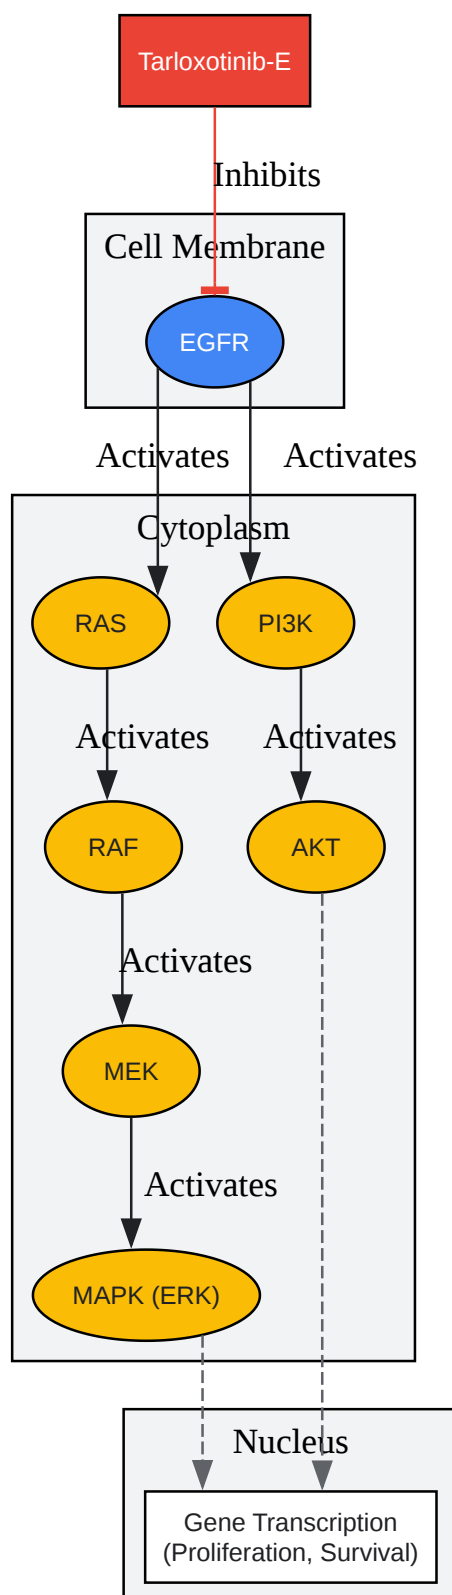 Tarloxotinib-E
Inhibits
Cell Membrane
EGFR
Activates
Activates
Cytoplasm
RAS
PI3K
Activates
Activates
RAF
AKT
Activates
MEK
Activates
MAPK (ERK)
Nucleus
Gene Transcription
(Proliferation, Survival)